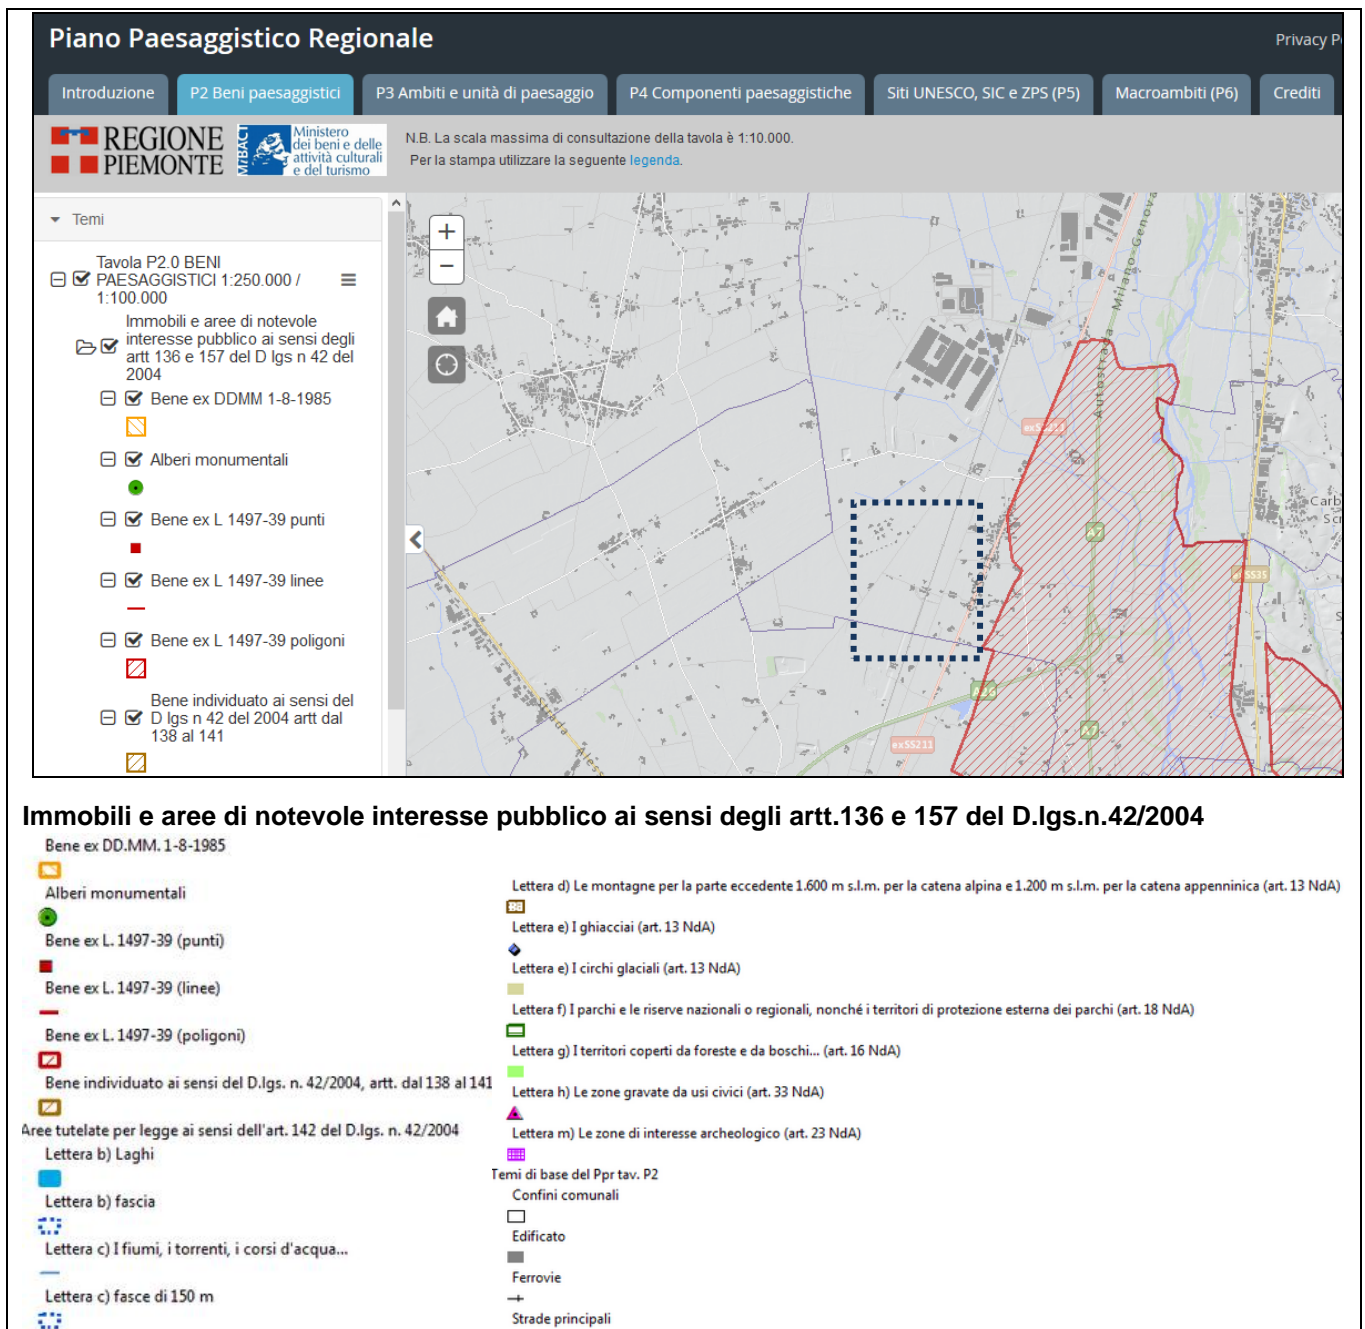 Piano Paesaggistico Regionale
Privacy P
Introduzione
P2 Beni paesaggistici
P3 Ambiti e unità di paesaggio
P4 Componenti paesaggistiche
Siti UNESCO, SIC e ZPS (P5)
Macroambiti (P6)
Crediti
REGIONE
PIEMONTE
MiBACT
Ministero
dei beni e delle
attività culturali
e del turismo
N.B. La scala massima di consultazione della tavola è 1:10.000.
Per la stampa utilizzare la seguente legenda.
Temi
Tavola P2.0 BENI
PAESAGGISTICI 1:250.000 /
1:100.000
Immobili e aree di notevole
interesse pubblico ai sensi degli
artt 136 e 157 del D lgs n 42 del
2004
Bene ex DDMM 1-8-1985
Alberi monumentali
Bene ex L 1497-39 punti
Bene ex L 1497-39 linee
Bene ex L 1497-39 poligoni
Bene individuato ai sensi del
D lgs n 42 del 2004 artt dal
138 al 141
Autostrada Milano-Genova
exSS211
A7
Carb
Scr
SS35
A7
exSS211
Strada Aless
Immobili e aree di notevole interesse pubblico ai sensi degli artt.136 e 157 del D.lgs.n.42/2004
Bene ex DD.MM. 1-8-1985
Alberi monumentali
Bene ex L. 1497-39 (punti)
Bene ex L. 1497-39 (linee)
Bene ex L. 1497-39 (poligoni)
Bene individuato ai sensi del D.lgs. n. 42/2004, artt. dal 138 al 141
Aree tutelate per legge ai sensi dell'art. 142 del D.lgs. n. 42/2004
Lettera b) Laghi
Lettera b) fascia
Lettera c) I fiumi, i torrenti, i corsi d'acqua...
Lettera c) fasce di 150 m
Lettera d) Le montagne per la parte eccedente 1.600 m s.l.m. per la catena alpina e 1.200 m s.l.m. per la catena appenninica (art. 13 NdA)
Lettera e) I ghiacciai (art. 13 NdA)
Lettera e) I circhi glaciali (art. 13 NdA)
Lettera f) I parchi e le riserve nazionali o regionali, nonché i territori di protezione esterna dei parchi (art. 18 NdA)
Lettera g) I territori coperti da foreste e da boschi... (art. 16 NdA)
Lettera h) Le zone gravate da usi civici (art. 33 NdA)
Lettera m) Le zone di interesse archeologico (art. 23 NdA)
Temi di base del Ppr tav. P2
Confini comunali
Edificato
Ferrovie
Strade principali